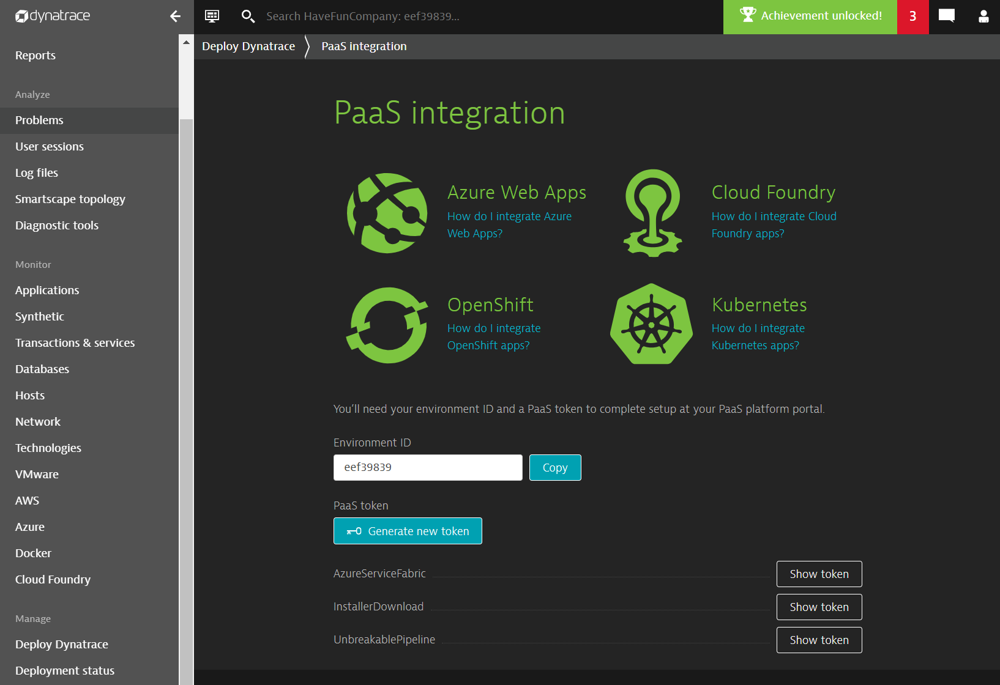 dynatrace
Search HaveFunCompany: eef39839...
Achievement unlocked!
3
Deploy Dynatrace
PaaS integration
Reports
Analyze
Problems
User sessions
Log files
Smartscape topology
Diagnostic tools
Monitor
Applications
Synthetic
Transactions & services
Databases
Hosts
Network
Technologies
VMware
AWS
Azure
Docker
Cloud Foundry
Manage
Deploy Dynatrace
Deployment status
PaaS integration
Azure Web Apps
How do I integrate Azure
Web Apps?
Cloud Foundry
How do I integrate Cloud
Foundry apps?
OpenShift
How do I integrate
OpenShift apps?
Kubernetes
How do I integrate
Kubernetes apps?
You'll need your environment ID and a PaaS token to complete setup at your PaaS platform portal.
Environment ID
eef39839
Copy
PaaS token
Generate new token
AzureServiceFabric
Show token
InstallerDownload
Show token
UnbreakablePipeline
Show token